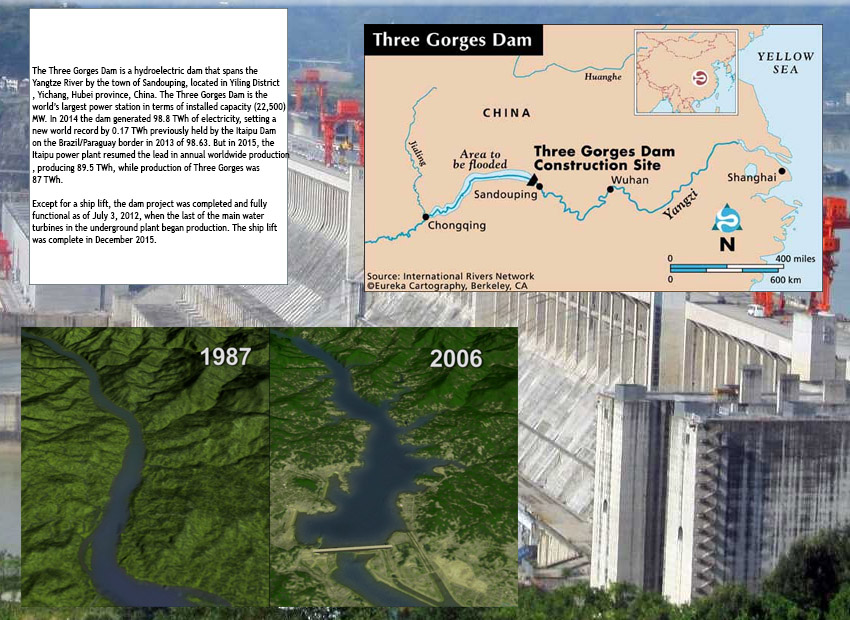 The Three Gorges Dam is a hydroelectric dam that spans the
Yangtze River by the town of Sandouping, located in Yiling District
, Yichang, Hubei province, China. The Three Gorges Dam is the
world's largest power station in terms of installed capacity (22,500)
MW. In 2014 the dam generated 98.8 TWh of electricity, setting a
new world record by 0.17 TWh previously held by the Itaipu Dam
on the Brazil/Paraguay border in 2013 of 98.63. But in 2015, the
Itaipu power plant resumed the lead in annual worldwide production
, producing 89.5 TWh, while production of Three Gorges was
87 TWh.
Except for a ship lift, the dam project was completed and fully
functional as of July 3, 2012, when the last of the main water
turbines in the underground plant began production. The ship lift
was complete in December 2015.
Three Gorges Dam
YELLOW
SEA
Huanghe
CHINA
Jialing
Area to
be flooded
Three Gorges Dam
Construction Site
Sandouping
Wuhan
Shanghai
Yangzi
Chongqing
N
0 400 miles
0 600 km
Source: International Rivers Network
©Eureka Cartography, Berkeley, CA
1987
2006